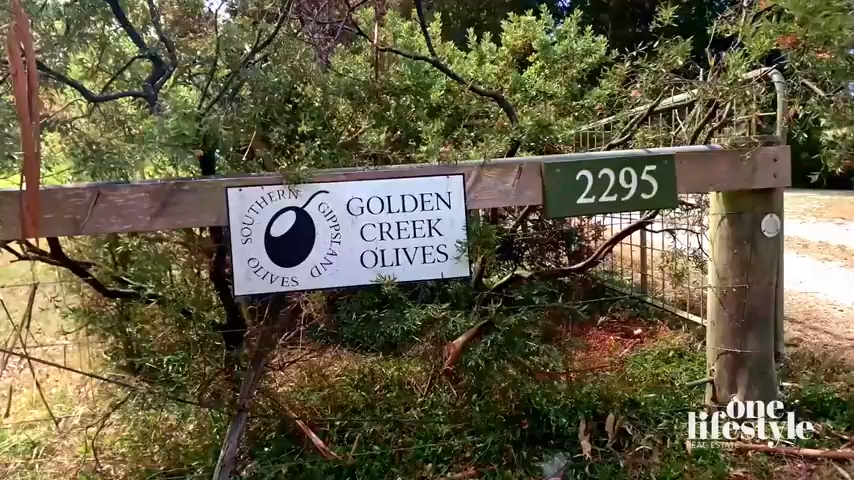 SOUTHERN GIPPSLAND OLIVES
GOLDEN
CREEK
OLIVES
2295
one
lifestyle
REAL ESTATE